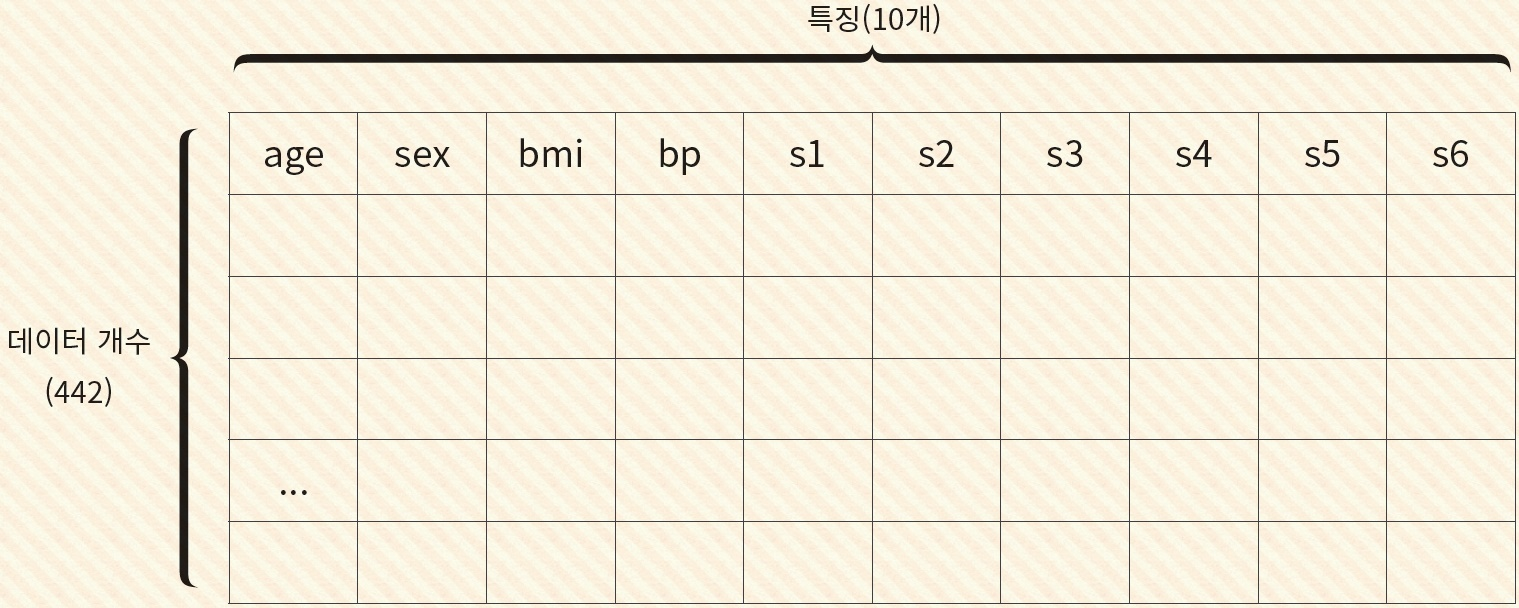 특징(10개)
age sex bmi bp s1 s2 s3 s4 s5 s6
데이터 개수
(442)
...